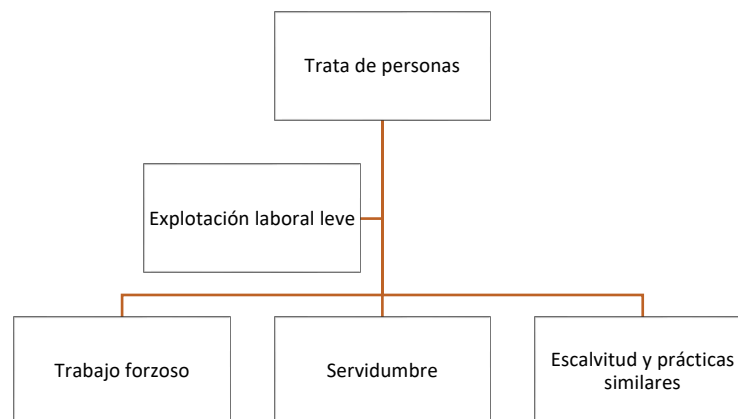 Trata de personas
Explotación laboral leve
Trabajo forzoso
Servidumbre
Escalvitud y prácticas
similares